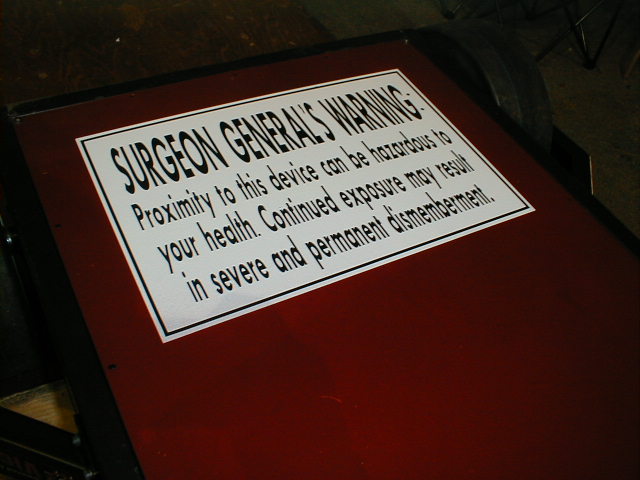 SURGEON GENERAL'S WARNING:
Proximity to this device can be hazardous to
your health. Continued exposure may result
in severe and permanent dismemberment.